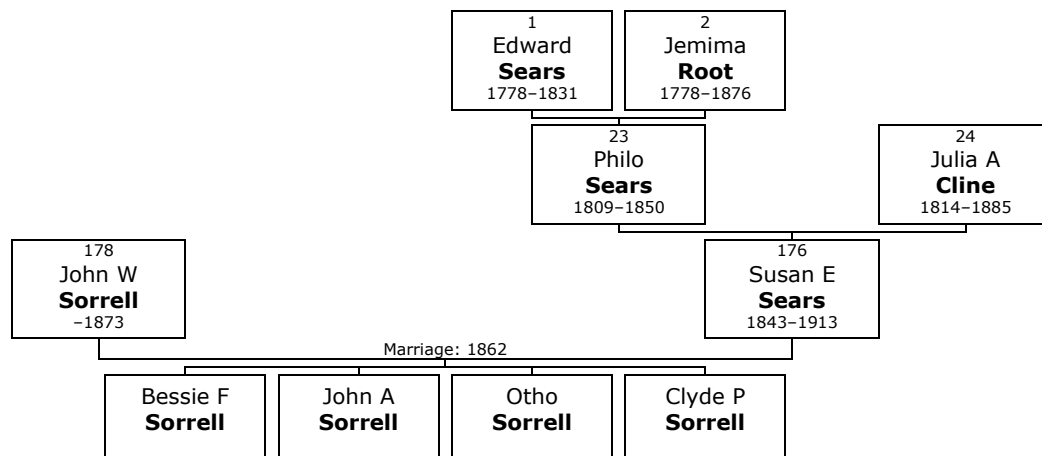 1
Edward
Sears
1778–1831
2
Jemima
Root
1778–1876
23
Philo
Sears
1809–1850
24
Julia A
Cline
1814–1885
178
John W
Sorrell
–1873
176
Susan E
Sears
1843–1913
Marriage: 1862
Bessie F
Sorrell
John A
Sorrell
Otho
Sorrell
Clyde P
Sorrell